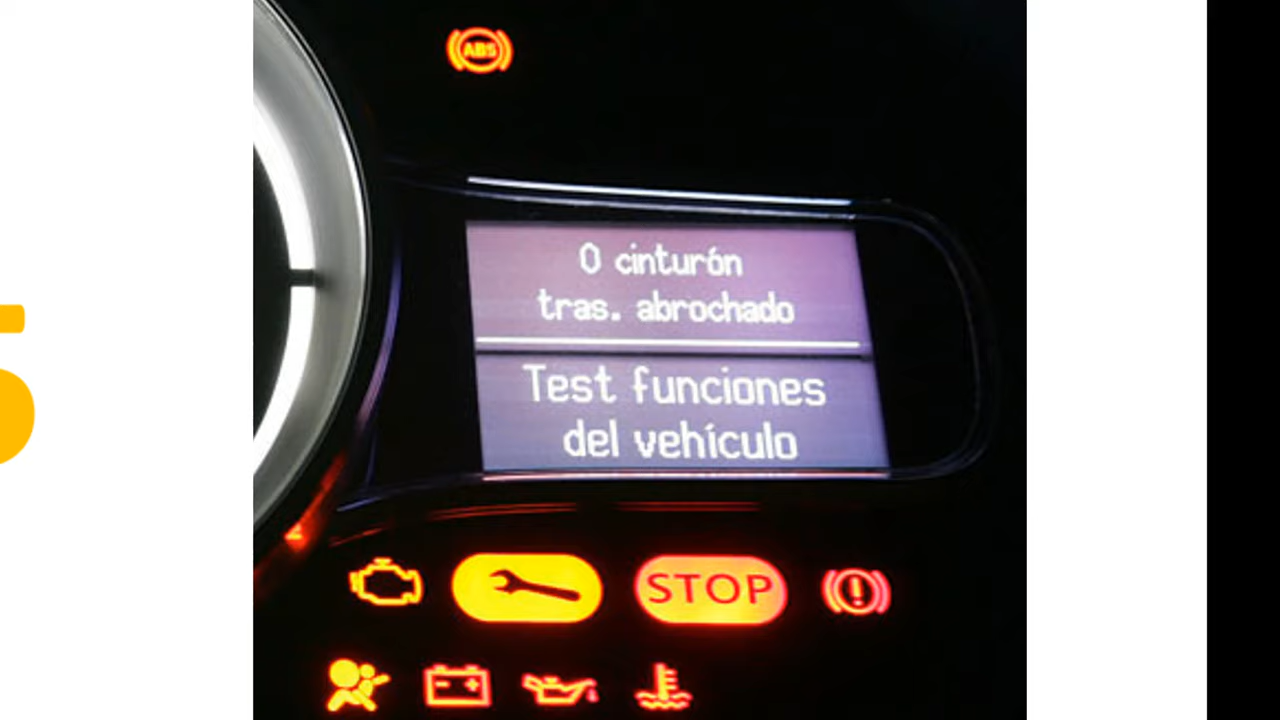 ABS
0 cinturón
tras. abrochado
Test funciones
del vehículo
STOP